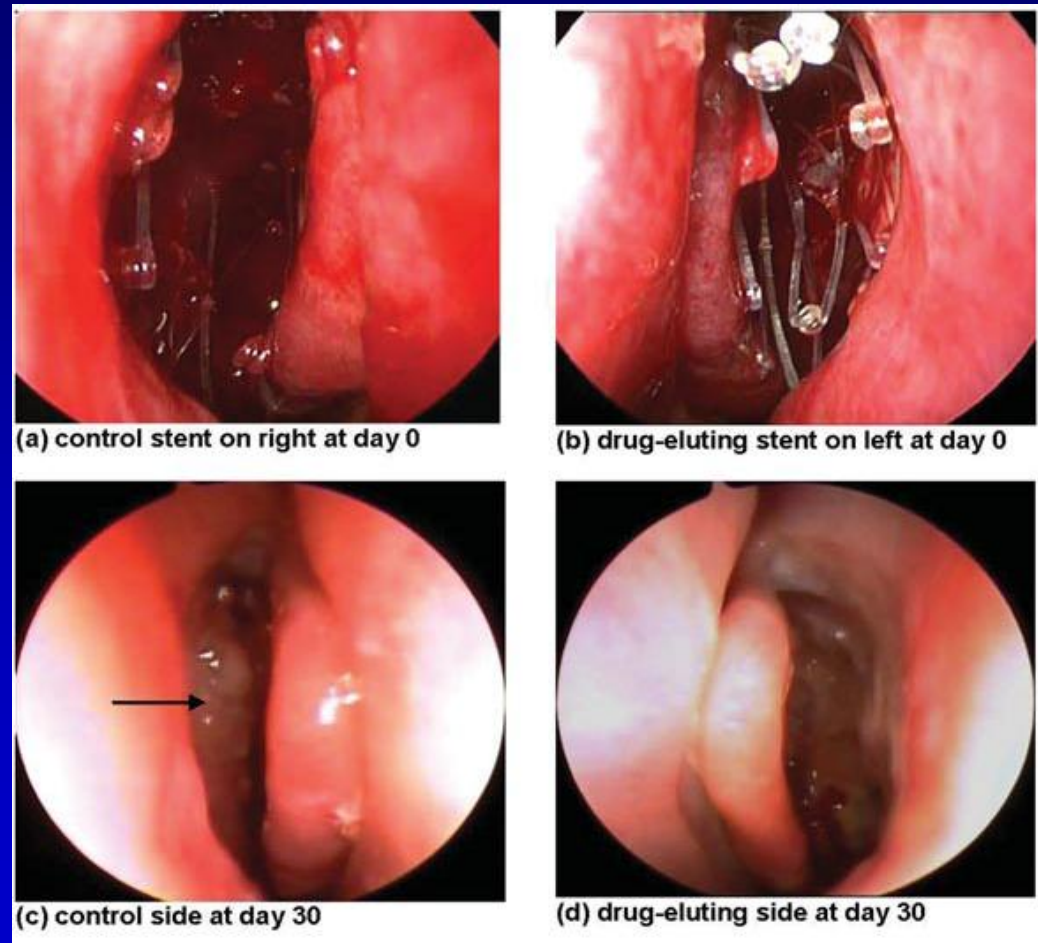 (a) control stent on right at day 0
(b) drug-eluting stent on left at day 0
(c) control side at day 30
(d) drug-eluting side at day 30